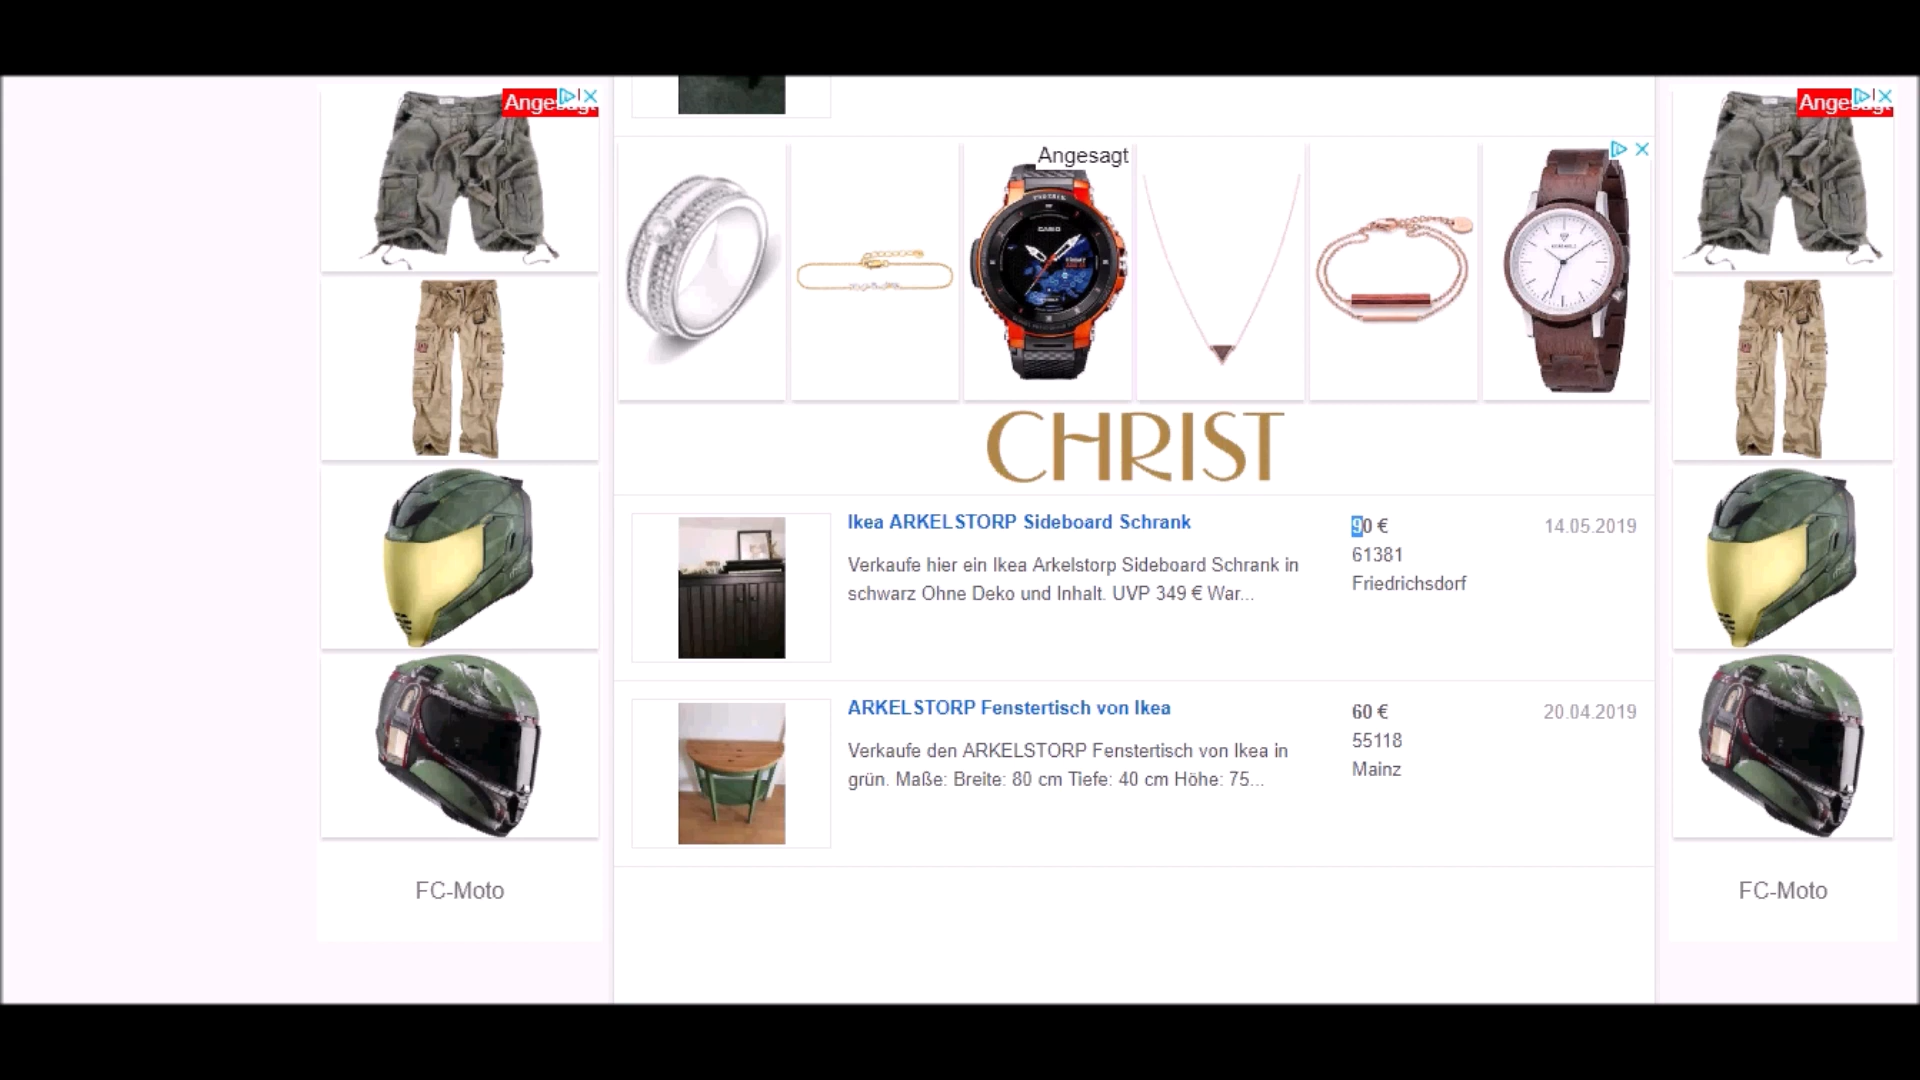 Angesagt
CASIO
CHRIST
Ikea ARKELSTORP Sideboard Schrank
Verkaufe hier ein Ikea Arkelstorp Sideboard Schrank in
schwarz Ohne Deko und Inhalt. UVP 349 € War...
90 €
61381
Friedrichsdorf
14.05.2019
ARKELSTORP Fenstertisch von Ikea
Verkaufe den ARKELSTORP Fenstertisch von Ikea in
grün. Maße: Breite: 80 cm Tiefe: 40 cm Höhe: 75...
60 €
55118
Mainz
20.04.2019
Angesagt
FC-Moto
Angesagt
FC-Moto